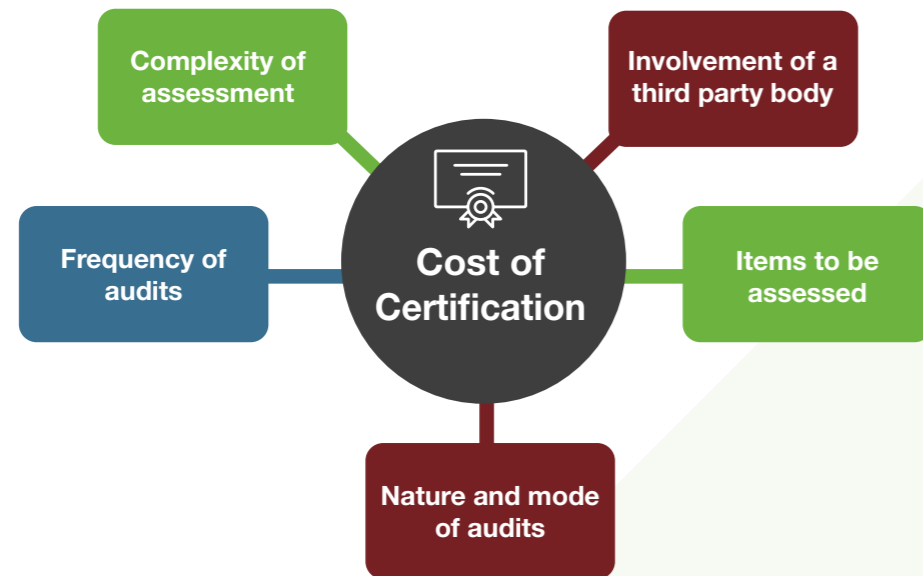 Complexity of
assessment
Involvement of a
third party body
Frequency of
audits
Cost of
Certification
Items to be
assessed
Nature and mode
of audits